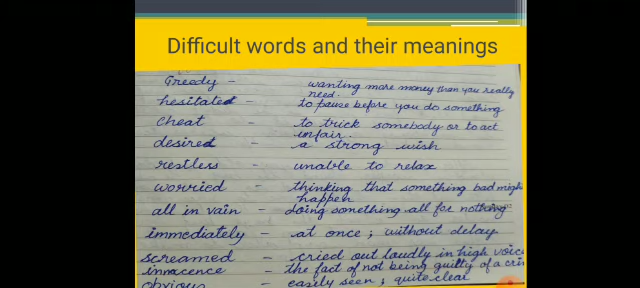 Difficult words and their meanings
Greedy - wanting more money than you really
need.
hesitated - to pause before you do something
cheat - to trick somebody or to act
unfair.
desired - a strong wish
restless - unable to relax
worried - thinking that something bad might
happen
all in vain - doing something all for nothing
immediately - at once ; without delay
screamed - cried out loudly in high voice
innocence - the fact of not being guilty of a cri
obvious - easily seen ; quite clear